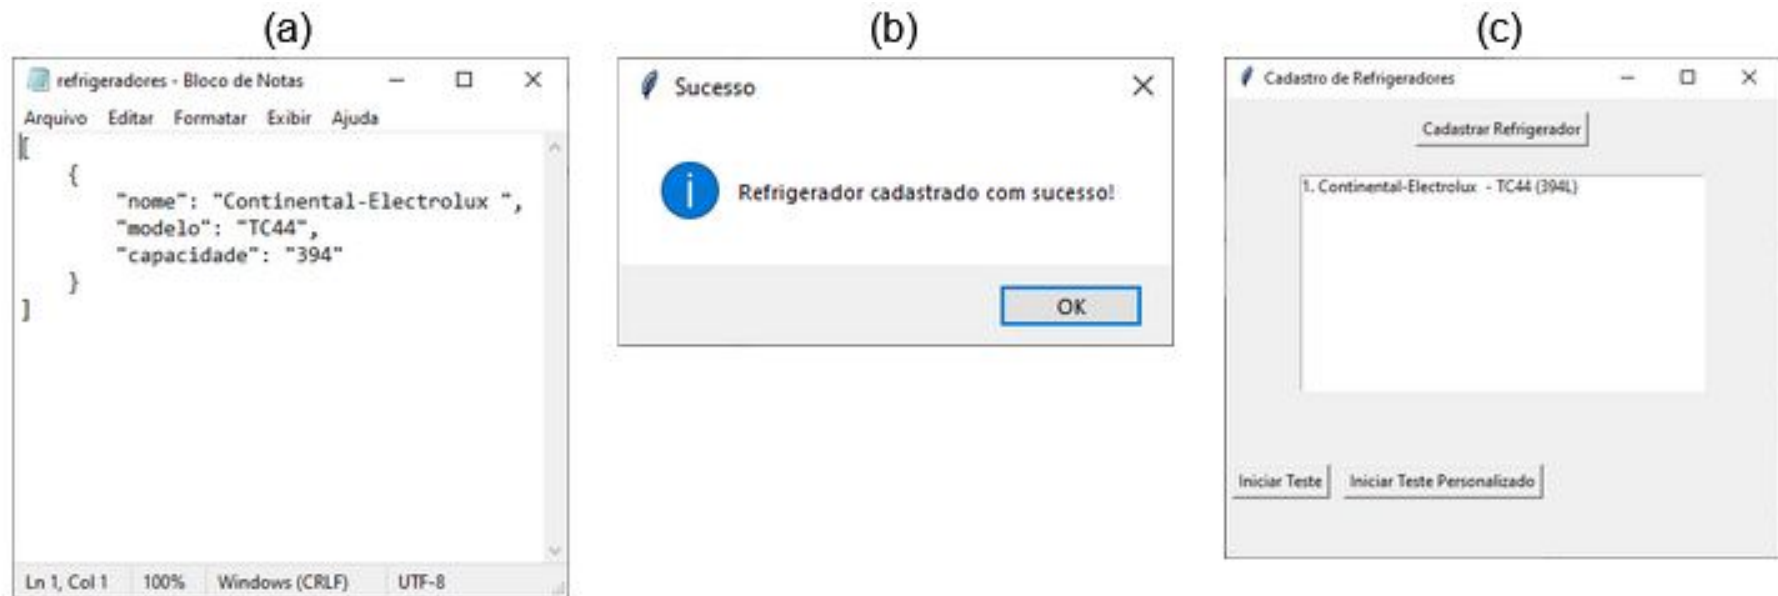 (a)
refrigeradores - Bloco de Notas
Arquivo Editar Formatar Exibir Ajuda
[
{
"nome": "Continental-Electrolux ",
"modelo": "TC44",
"capacidade": "394"
}
]
Ln 1, Col 1 100% Windows (CRLF) UTF-8
(b)
Sucesso
Refrigerador cadastrado com sucesso!
OK
(c)
Cadastro de Refrigeradores
Cadastrar Refrigerador
1. Continental-Electrolux  - TC44 (394L)
Iniciar Teste Iniciar Teste Personalizado